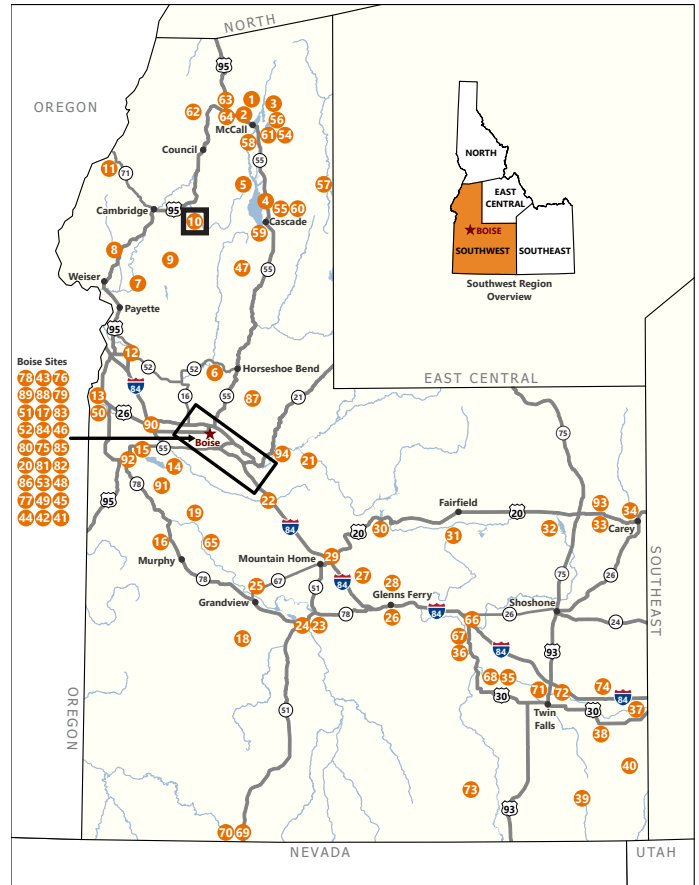 NORTH
OREGON
95
63
1
3
62
64
2
56
McCall
61
54
58
Council
55
11
71
5
57
4
Cambridge
95
55
60
10
Cascade
59
8
9
47
55
Weiser
7
Payette
95
12
52
52
6
Horseshoe Bend
84
16
55
87
21
13
50
26
90
Boise
15
55
94
21
92
14
78
91
95
22
84
Boise Sites
78 43 76
89 88 79
51 17 83
52 84 46
80 75 85
20 81 82
86 53 48
77 49 45
44 42 41
NORTH
EAST
CENTRAL
BOISE
SOUTHWEST
SOUTHEAST
Southwest Region
Overview
EAST CENTRAL
75
19
Fairfield
20
93
34
20
30
31
32
33
Carey
16
65
29
Murphy
Mountain Home
67
51
84
27
28
75
26
78
25
Glenns Ferry
Grandview
78
26
84
66
26
Shoshone
24
24
23
18
67
36
84
93
SOUTHEAST
68
35
30
71
72
74
84
30
37
Twin
Falls
38
OREGON
51
40
73
93
39
70
69
NEVADA
UTAH